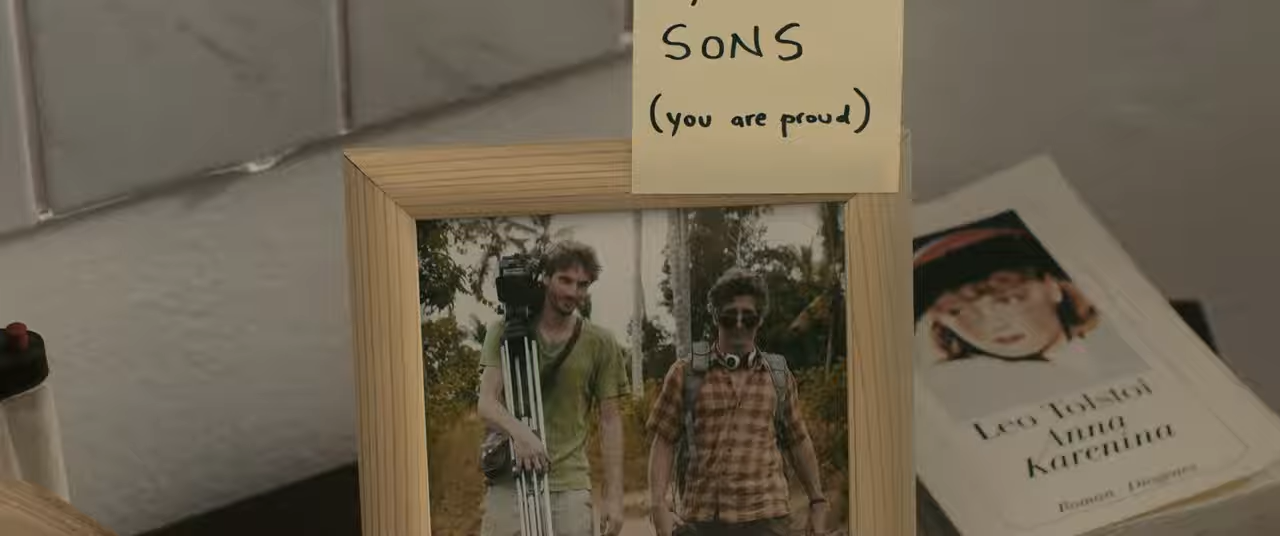 SONS
(you are proud)
Leo Tolstoi
Anna
Karenina
Roman Diogenes